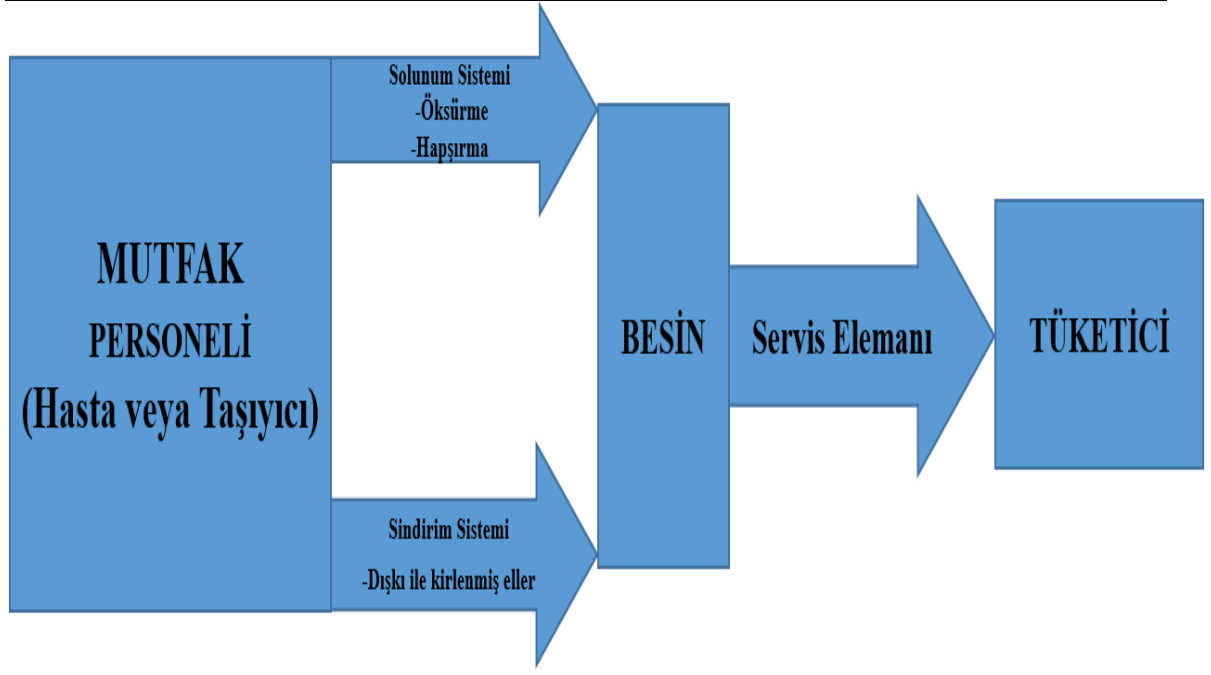 MUTFAK
PERSONELİ
(Hasta veya Taşıyıcı)
Solunum Sistemi
-Öksürme
-Hapşırma
Sindirim Sistemi
-Dışkı ile kirlenmiş eller
BESİN
Servis Elemanı
TÜKETİCİ